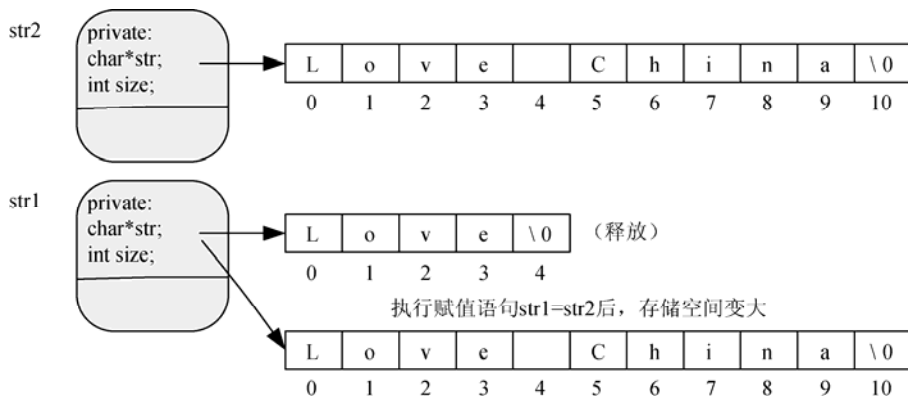 str2
private:
char*str;
int size;
L o v e C h i n a \0
0 1 2 3 4 5 6 7 8 9 10
str1
private:
char*str;
int size;
L o v e \0 （释放）
0 1 2 3 4
执行赋值语句str1=str2后，存储空间变大
L o v e C h i n a \0
0 1 2 3 4 5 6 7 8 9 10